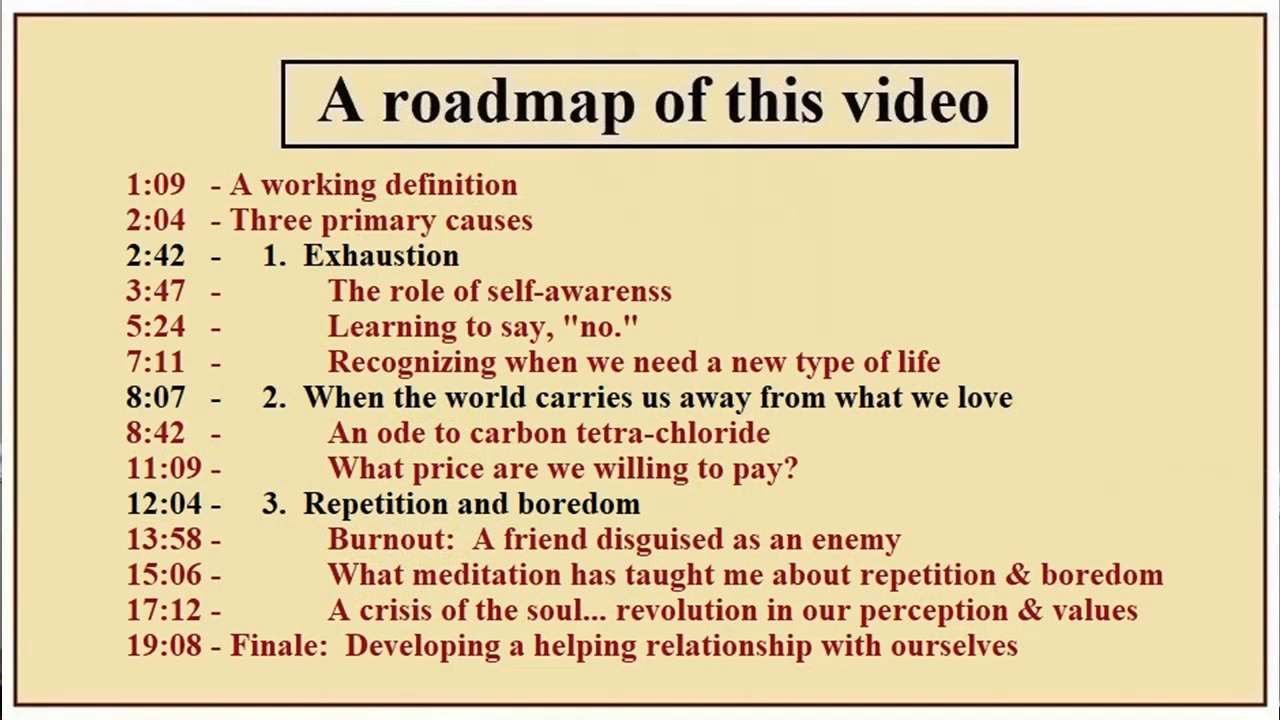 A roadmap of this video
1:09 - A working definition
2:04 - Three primary causes
2:42 - 1. Exhaustion
3:47 - The role of self-awarenss
5:24 - Learning to say, "no."
7:11 - Recognizing when we need a new type of life
8:07 - 2. When the world carries us away from what we love
8:42 - An ode to carbon tetra-chloride
11:09 - What price are we willing to pay?
12:04 - 3. Repetition and boredom
13:58 - Burnout: A friend disguised as an enemy
15:06 - What meditation has taught me about repetition & boredom
17:12 - A crisis of the soul... revolution in our perception & values
19:08 - Finale: Developing a helping relationship with ourselves